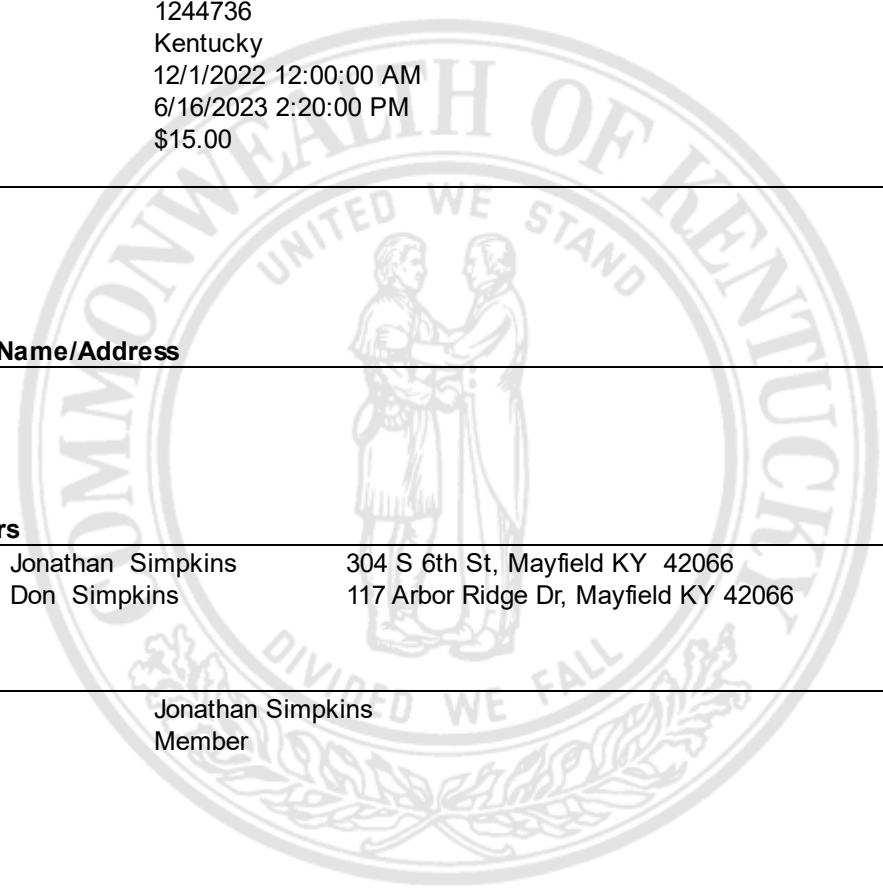 1244736
Kentucky
12/1/2022 12:00:00 AM
6/16/2023 2:20:00 PM
$15.00
COMMONWEALTH OF KENTUCKY
UNITED WE STAND
Name/Address
rs
Jonathan Simpkins 304 S 6th St, Mayfield KY 42066
Don Simpkins 117 Arbor Ridge Dr, Mayfield KY 42066
DIVIDED WE FALL
Jonathan Simpkins
Member